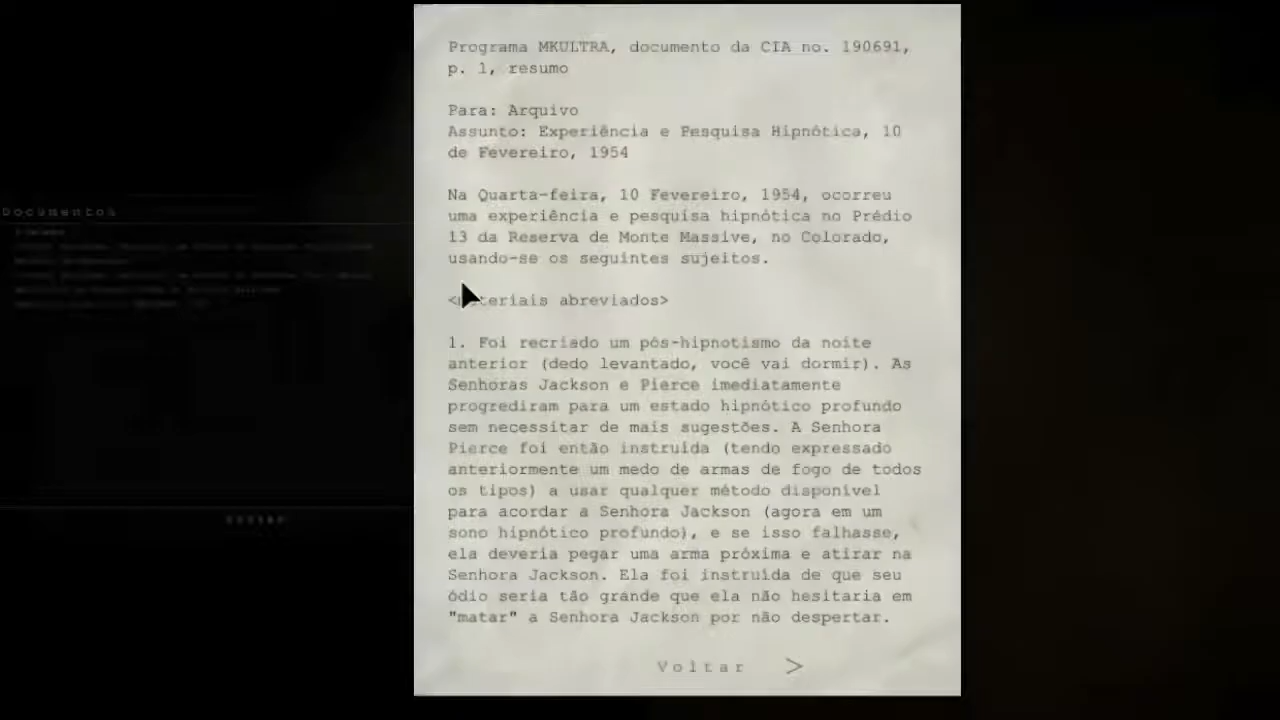 Documentos
Programa MKULTRA, documento da CIA no. 190691,
p. 1, resumo
Para: Arquivo
Assunto: Experiência e Pesquisa Hipnótica, 10
de Fevereiro, 1954
Na Quarta-feira, 10 Fevereiro, 1954, ocorreu
uma experiência e pesquisa hipnótica no Prédio
13 da Reserva de Monte Massive, no Colorado,
usando-se os seguintes sujeitos.
abreviados>
1. Foi recriado um pós-hipnotismo da noite
anterior (dedo levantado, você vai dormir). As
Senhoras Jackson e Pierce imediatamente
progrediram para um estado hipnótico profundo
sem necessitar de mais sugestões. A Senhora
Pierce foi então instruída (tendo expressado
anteriormente um medo de armas de fogo de todos
os tipos) a usar qualquer método disponível
para acordar a Senhora Jackson (agora em um
sono hipnótico profundo), e se isso falhasse,
ela deveria pegar uma arma próxima e atirar na
Senhora Jackson. Ela foi instruída de que seu
ódio seria tão grande que ela não hesitaria em
"matar" a Senhora Jackson por não despertar.
Voltar >